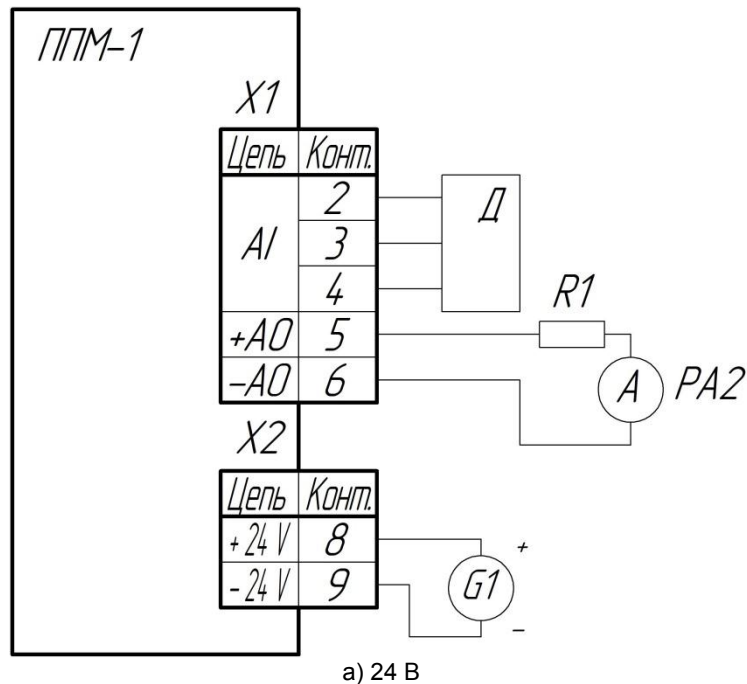 ППМ-1
X1
Цепь Конт.
2
Д
AI 3
4
R1
+AO 5
-AO 6
A PA2
X2
Цепь Конт.
+24 V 8
+
- 24 V 9
G1
-
а) 24 В